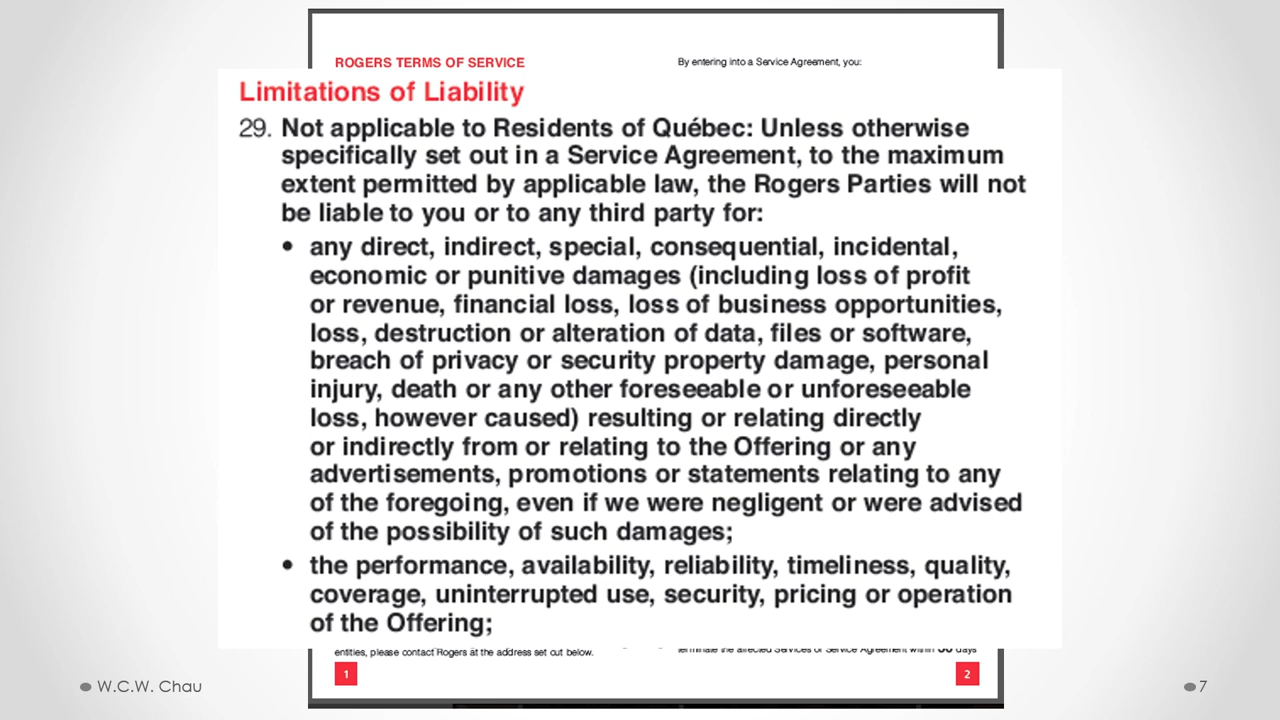 ROGERS TERMS OF SERVICE
By entering into a Service Agreement, you:
Limitations of Liability
29. Not applicable to Residents of Québec: Unless otherwise
specifically set out in a Service Agreement, to the maximum
extent permitted by applicable law, the Rogers Parties will not
be liable to you or to any third party for:
• any direct, indirect, special, consequential, incidental,
economic or punitive damages (including loss of profit
or revenue, financial loss, loss of business opportunities,
loss, destruction or alteration of data, files or software,
breach of privacy or security property damage, personal
injury, death or any other foreseeable or unforeseeable
loss, however caused) resulting or relating directly
or indirectly from or relating to the Offering or any
advertisements, promotions or statements relating to any
of the foregoing, even if we were negligent or were advised
of the possibility of such damages;
• the performance, availability, reliability, timeliness, quality,
coverage, uninterrupted use, security, pricing or operation
of the Offering;
entities, please contact Rogers at the address set out below.
terminate the affected Services or Service Agreement within 30 days
1
2
W.C.W. Chau
7